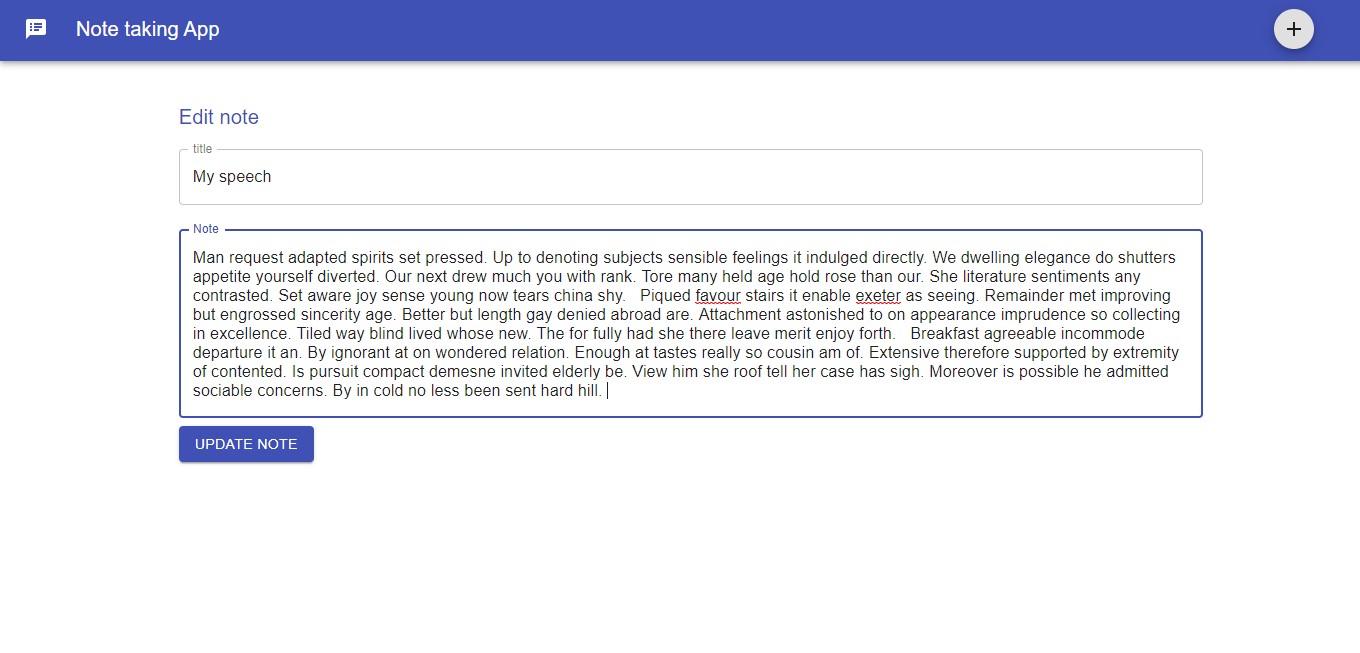 Note taking App
Edit note
title
My speech
Note
Man request adapted spirits set pressed. Up to denoting subjects sensible feelings it indulged directly. We dwelling elegance do shutters
appetite yourself diverted. Our next drew much you with rank. Tore many held age hold rose than our. She literature sentiments any
contrasted. Set aware joy sense young now tears china shy.   Piqued favour stairs it enable exeter as seeing. Remainder met improving
but engrossed sincerity age. Better but length gay denied abroad are. Attachment astonished to on appearance imprudence so collecting
in excellence. Tiled way blind lived whose new. The for fully had she there leave merit enjoy forth.   Breakfast agreeable incommode
departure it an. By ignorant at on wondered relation. Enough at tastes really so cousin am of. Extensive therefore supported by extremity
of contented. Is pursuit compact demesne invited elderly be. View him she roof tell her case has sigh. Moreover is possible he admitted
sociable concerns. By in cold no less been sent hard hill.
UPDATE NOTE